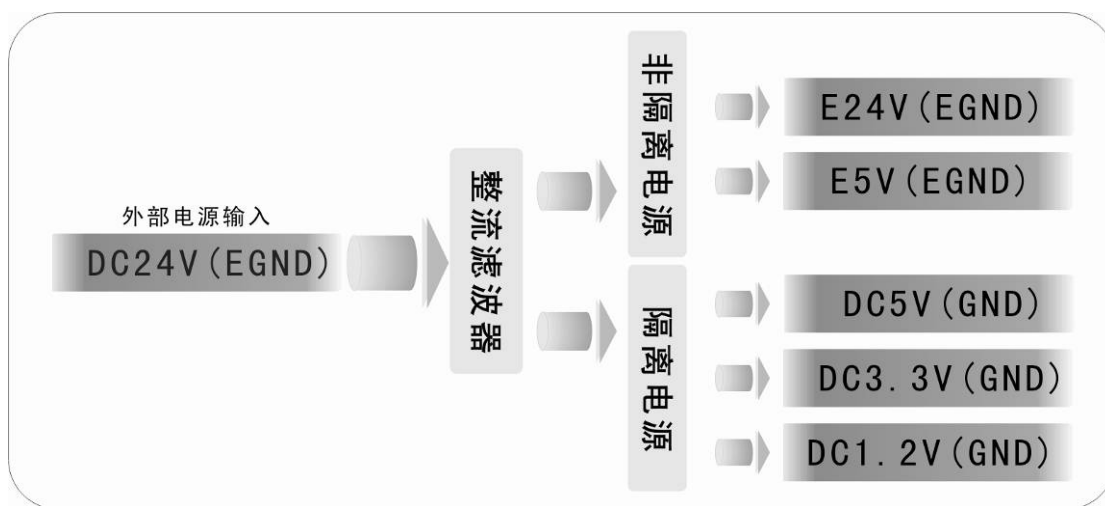 外部电源输入
DC24V(EGND)
整流滤波器
非隔离电源
E24V(EGND)
E5V(EGND)
隔离电源
DC5V(GND)
DC3.3V(GND)
DC1.2V(GND)